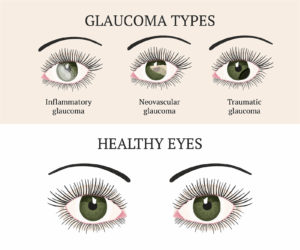 GLAUCOMA TYPES
Inflammatory glaucoma
Neovascular glaucoma
Traumatic glaucoma
HEALTHY EYES